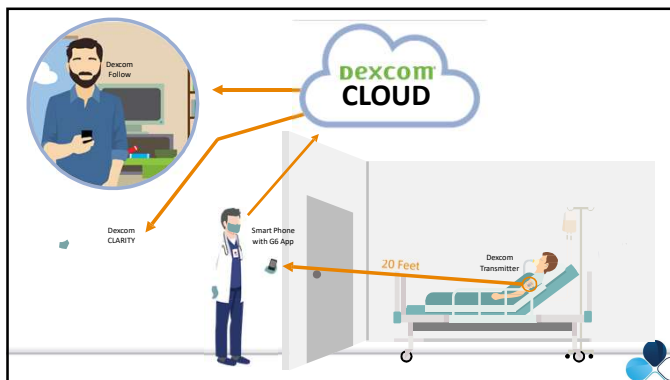 Dexcom
Follow
DEXCOM
CLOUD
Dexcom
CLARITY
Smart Phone
with G6 App
20 Feet
Dexcom
Transmitter